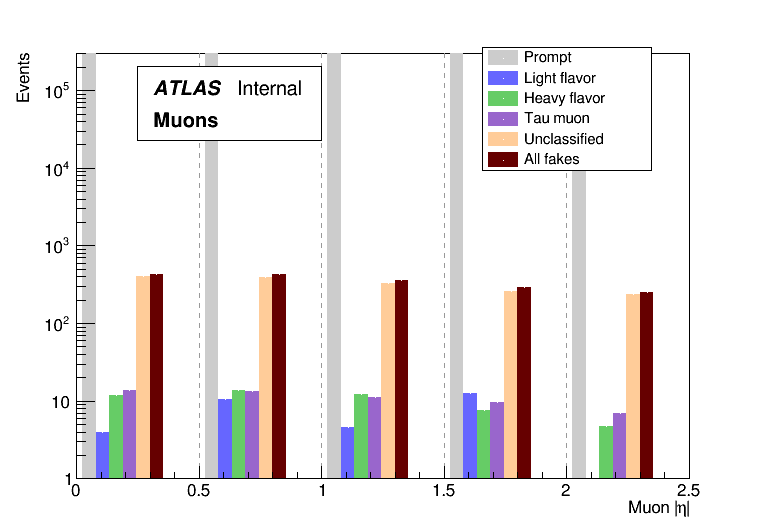 Events
ATLAS Internal
Muons
Prompt
Light flavor
Heavy flavor
Tau muon
Unclassified
All fakes
10^5
10^4
10^3
10^2
10
1
0 0.5 1 1.5 2 2.5
Muon |η|